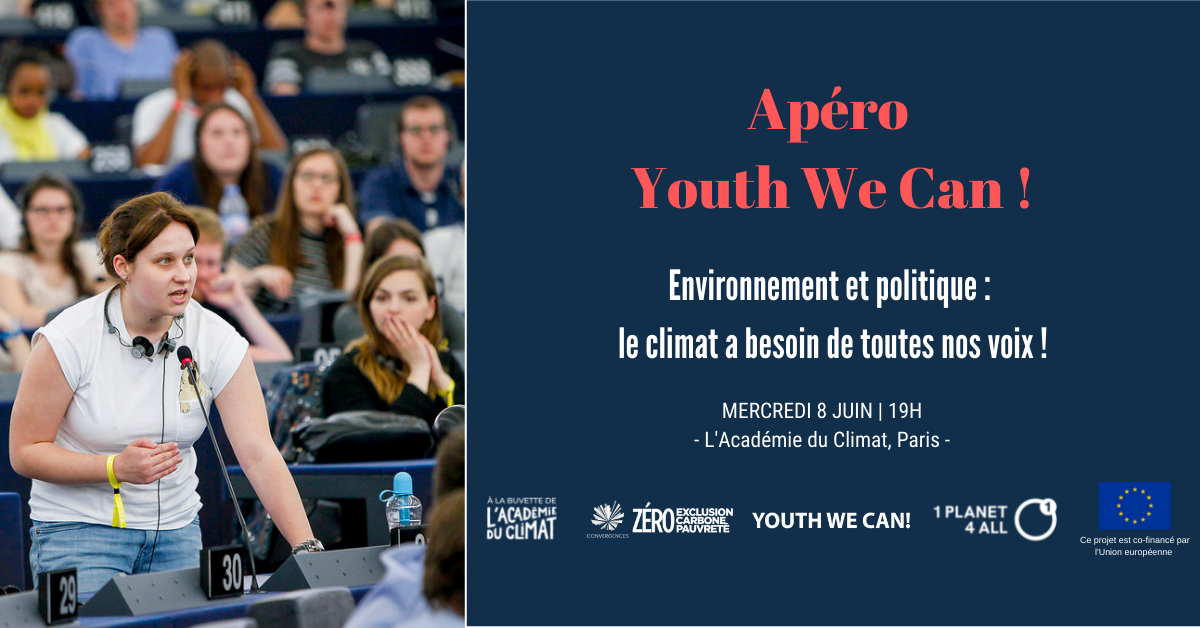 29
30
Apéro
Youth We Can !
Environnement et politique :
le climat a besoin de toutes nos voix !
MERCREDI 8 JUIN | 19H
- L'Académie du Climat, Paris -
À LA BUVETTE DE
L'ACADÉMIE
DU CLIMAT
CONVERGENCES
ZÉRO EXCLUSION
CARBONE
PAUVRETÉ
YOUTH WE CAN!
1 PLANET
4 ALL
Ce projet est co-financé par
l'Union européenne